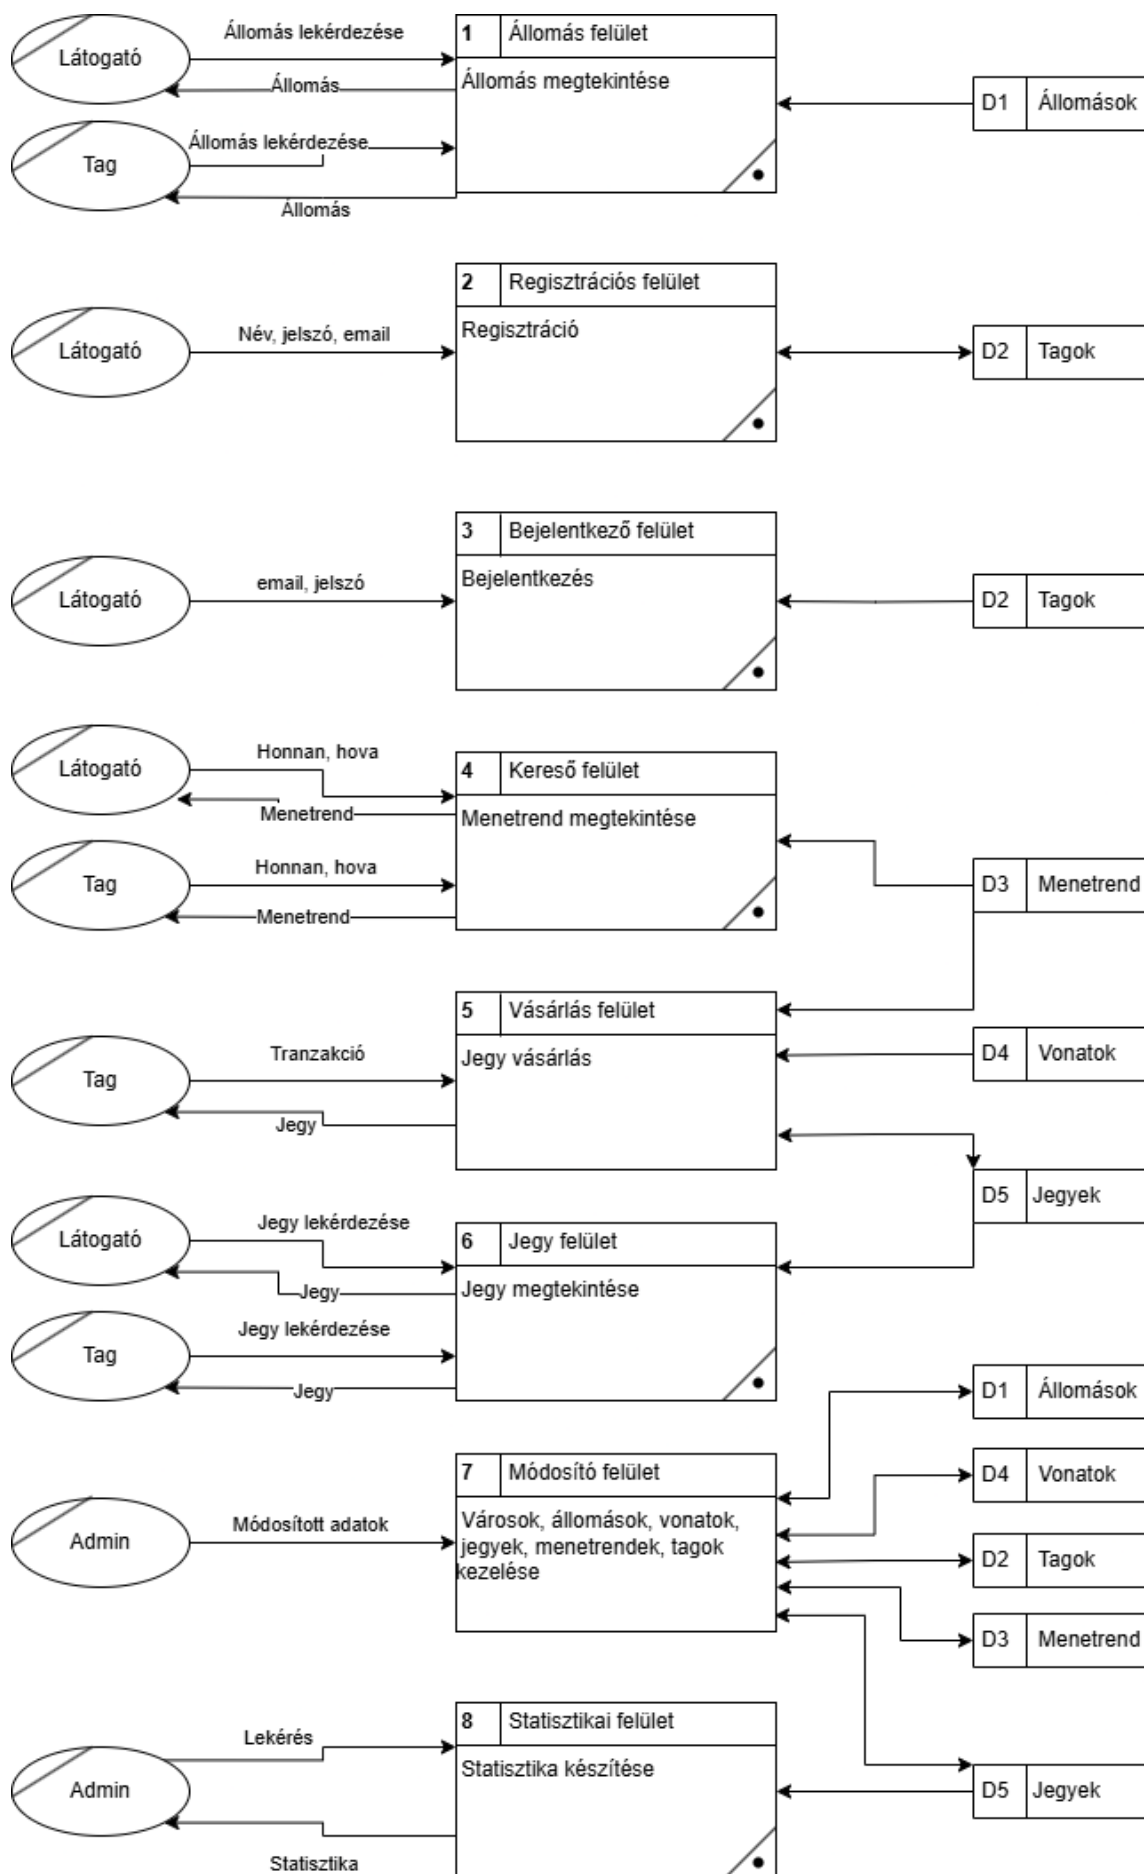 Látogató
Állomás lekérdezése
Állomás
1 Állomás felület
Állomás megtekintése
D1 Állomások
Tag
Állomás lekérdezése
Állomás
Látogató
Név, jelszó, email
2 Regisztrációs felület
Regisztráció
D2 Tagok
Látogató
email, jelszó
3 Bejelentkező felület
Bejelentkezés
D2 Tagok
Látogató
Honnan, hova
Menetrend
4 Kereső felület
Menetrend megtekintése
Tag
Honnan, hova
Menetrend
D3 Menetrend
Tag
Tranzakció
Jegy
5 Vásárlás felület
Jegy vásárlás
D4 Vonatok
D5 Jegyek
Látogató
Jegy lekérdezése
Jegy
6 Jegy felület
Jegy megtekintése
Tag
Jegy lekérdezése
Jegy
D1 Állomások
Admin
Módosított adatok
7 Módosító felület
Városok, állomások, vonatok,
jegyek, menetrendek, tagok
kezelése
D4 Vonatok
D2 Tagok
D3 Menetrend
Admin
Lekérés
Statisztika
8 Statisztikai felület
Statisztika készítése
D5 Jegyek